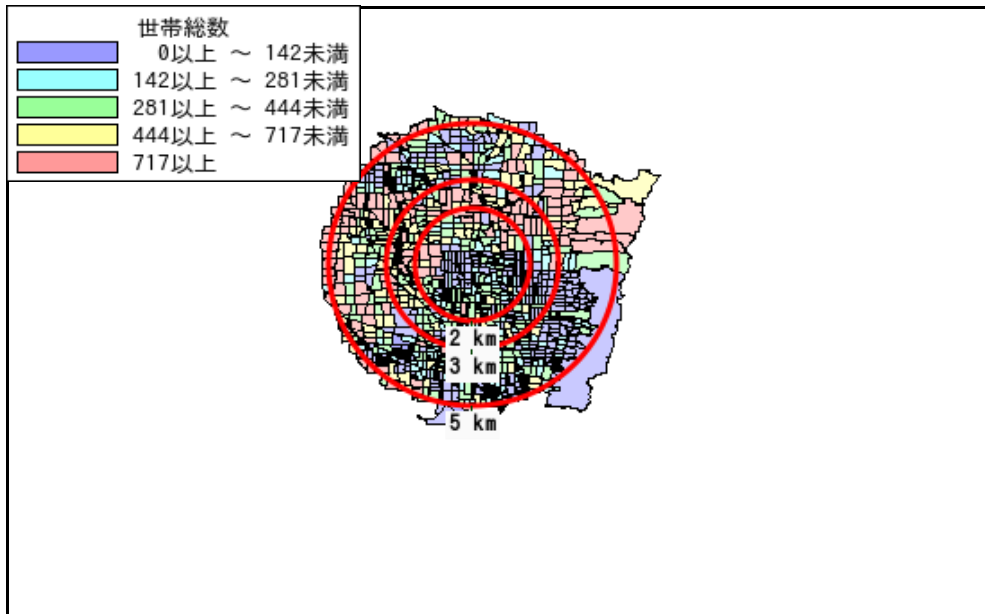 世帯総数
0以上 ～ 142未満
142以上 ～ 281未満
281以上 ～ 444未満
444以上 ～ 717未満
717以上
2 km
3 km
5 km